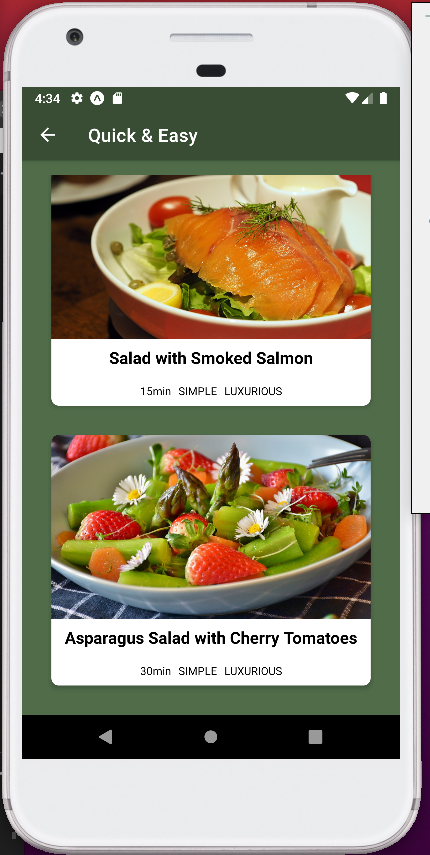 4:34
Quick & Easy
Salad with Smoked Salmon
15min SIMPLE LUXURIOUS
Asparagus Salad with Cherry Tomatoes
30min SIMPLE LUXURIOUS